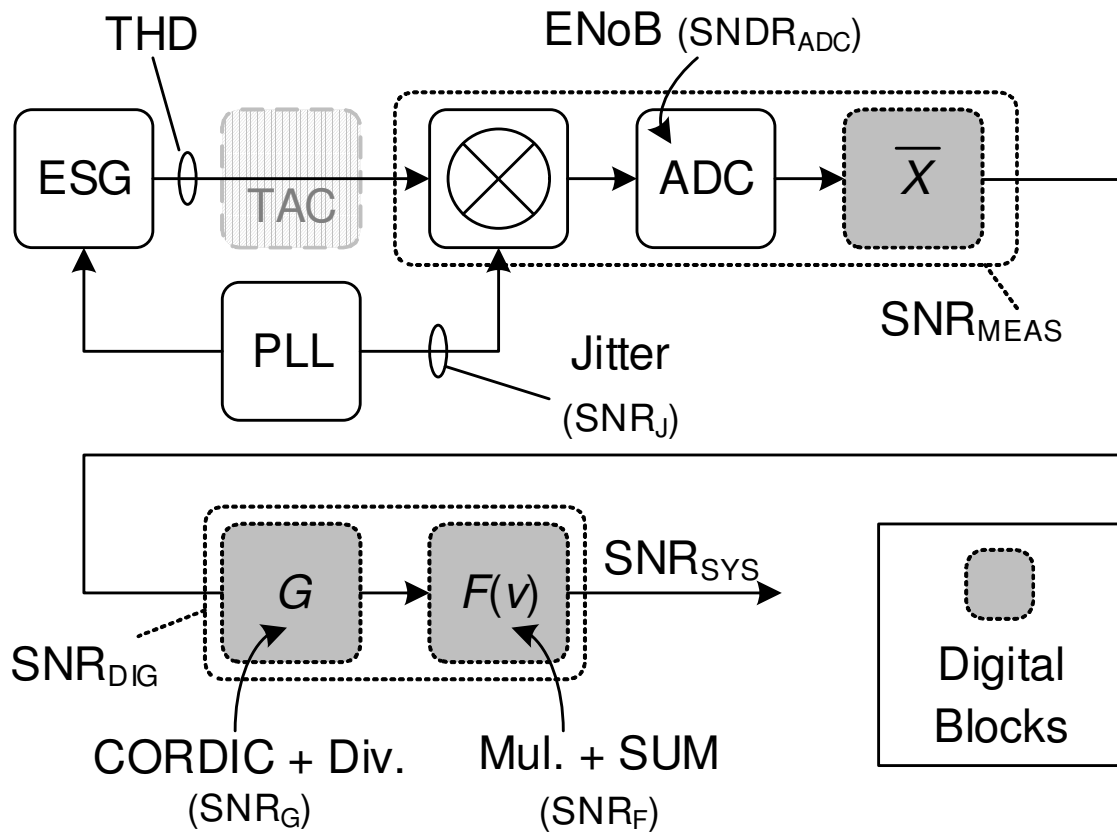 THD
ENoB (SNDR_ADC)
ESG
TAC
ADC
X̅
PLL
Jitter
(SNR_J)
SNR_MEAS
G
F(v)
SNR_SYS
SNR_DIG
CORDIC + Div.
(SNR_G)
Mul. + SUM
(SNR_F)
Digital
Blocks